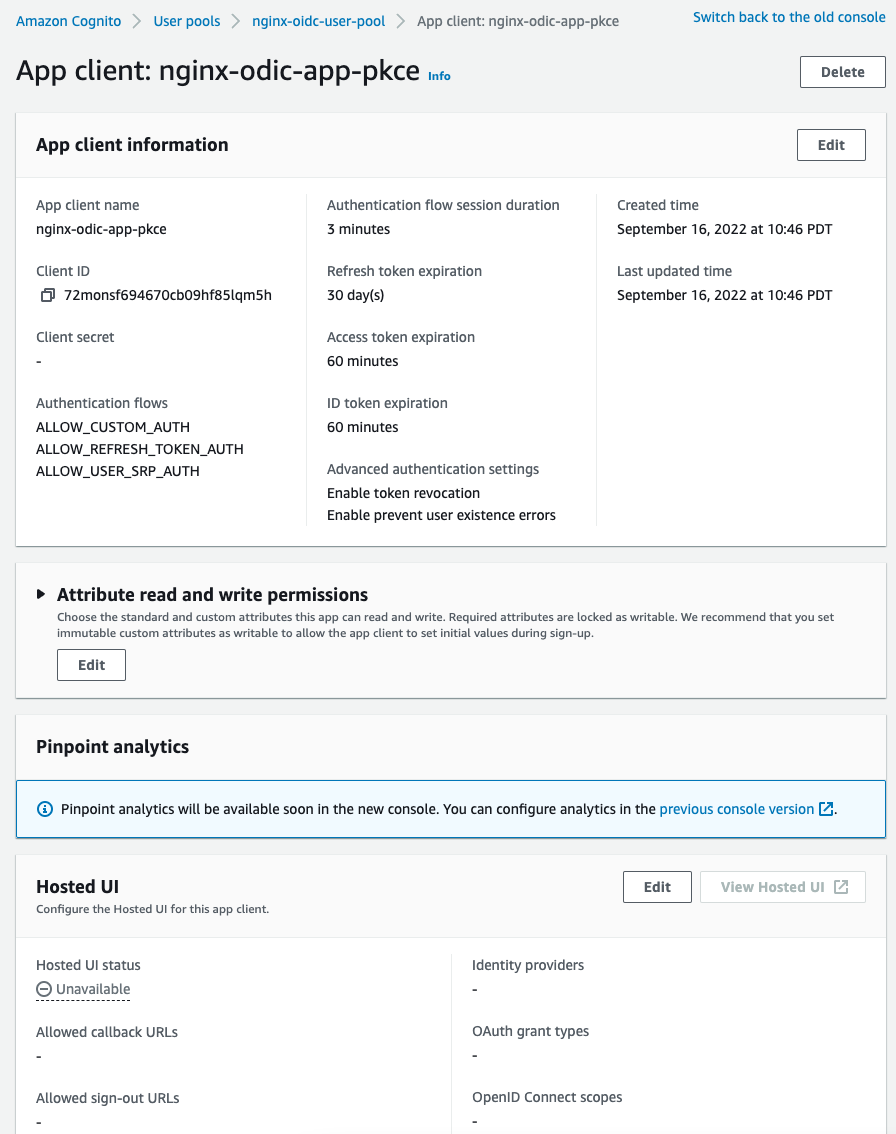 Amazon Cognito > User pools > nginx-oidc-user-pool > App client: nginx-odic-app-pkce
Switch back to the old console
App client: nginx-odic-app-pkce Info
Delete
App client information
Edit
App client name
nginx-odic-app-pkce
Client ID
72monsf694670cb09hf85lqm5h
Client secret
-
Authentication flows
ALLOW_CUSTOM_AUTH
ALLOW_REFRESH_TOKEN_AUTH
ALLOW_USER_SRP_AUTH
Authentication flow session duration
3 minutes
Refresh token expiration
30 day(s)
Access token expiration
60 minutes
ID token expiration
60 minutes
Advanced authentication settings
Enable token revocation
Enable prevent user existence errors
Created time
September 16, 2022 at 10:46 PDT
Last updated time
September 16, 2022 at 10:46 PDT
Attribute read and write permissions
Choose the standard and custom attributes this app can read and write. Required attributes are locked as writable. We recommend that you set
immutable custom attributes as writable to allow the app client to set initial values during sign-up.
Edit
Pinpoint analytics
Pinpoint analytics will be available soon in the new console. You can configure analytics in the previous console version.
Hosted UI
Configure the Hosted UI for this app client.
Edit
View Hosted UI
Hosted UI status
Unavailable
Allowed callback URLs
-
Allowed sign-out URLs
-
Identity providers
-
OAuth grant types
-
OpenID Connect scopes
-